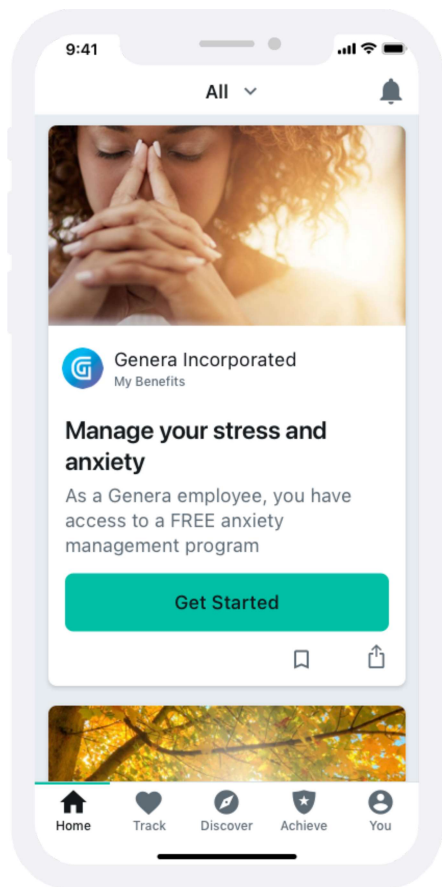 9:41
All
Genera Incorporated
My Benefits
Manage your stress and
anxiety
As a Genera employee, you have
access to a FREE anxiety
management program
Get Started
Home Track Discover Achieve You